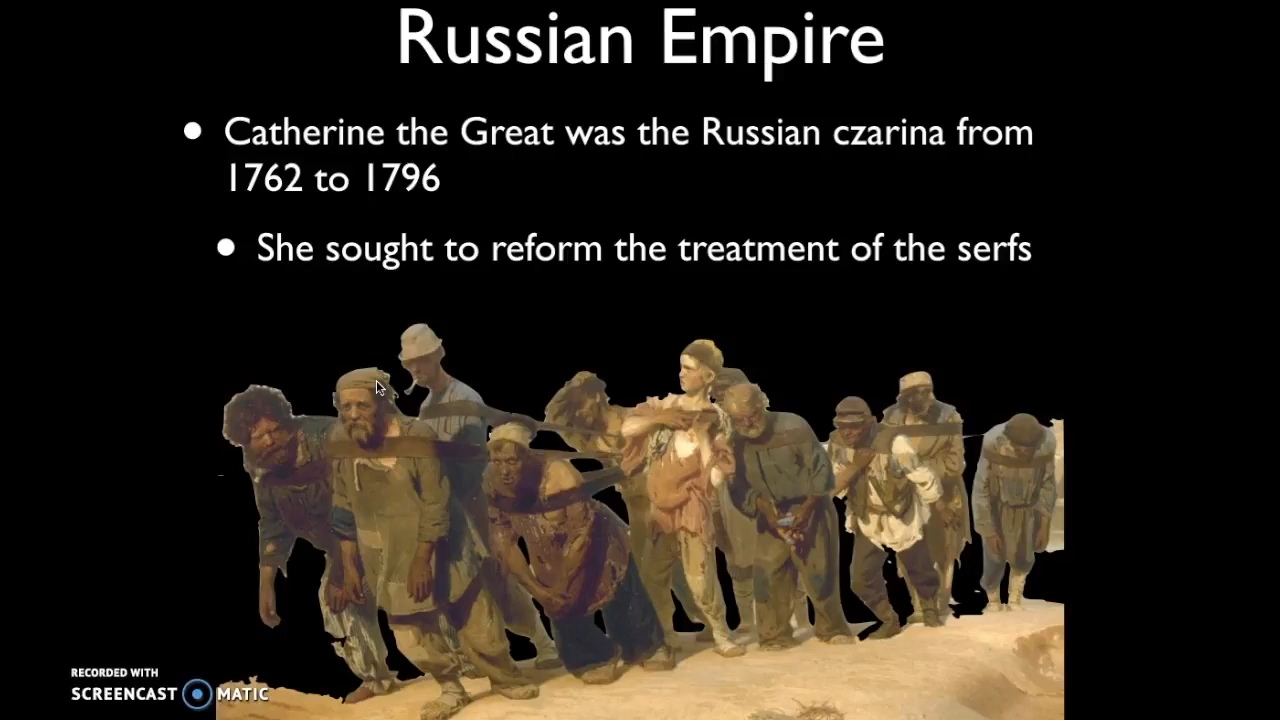 Russian Empire
• Catherine the Great was the Russian czarina from
1762 to 1796
• She sought to reform the treatment of the serfs
RECORDED WITH
SCREENCAST MATIC